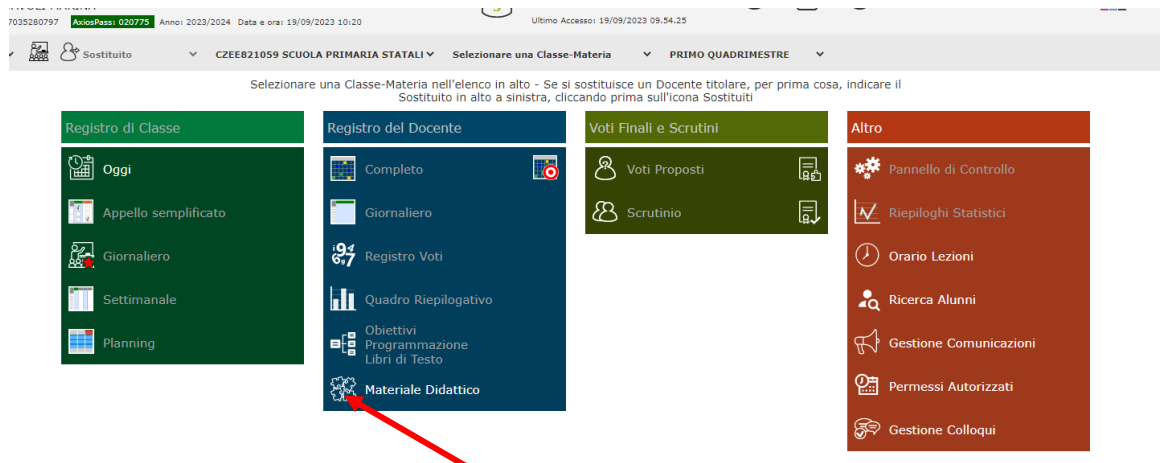 7035280797 AxiosPass: 020775 Anno: 2023/2024 Data e ora: 19/09/2023 10:20
Ultimo Accesso: 19/09/2023 09.54.25
Sostituito CZEE821059 SCUOLA PRIMARIA STATALI Selezionare una Classe-Materia PRIMO QUADRIMESTRE
Selezionare una Classe-Materia nell'elenco in alto - Se si sostituisce un Docente titolare, per prima cosa, indicare il
Sostituito in alto a sinistra, cliccando prima sull'icona Sostituiti
Registro di Classe
Oggi
Appello semplificato
Giornaliero
Settimanale
Planning
Registro del Docente
Completo
Giornaliero
Registro Voti
Quadro Riepilogativo
Obiettivi
Programmazione
Libri di Testo
Materiale Didattico
Voti Finali e Scrutini
Voti Proposti
Scrutinio
Altro
Pannello di Controllo
Riepiloghi Statistici
Orario Lezioni
Ricerca Alunni
Gestione Comunicazioni
Permessi Autorizzati
Gestione Colloqui